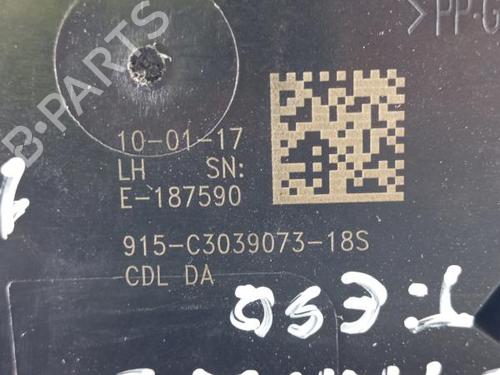 B-PARTS
>PP-G
10-01-17
LH SN:
E-187590
915-C3039073-18S
CDL DA